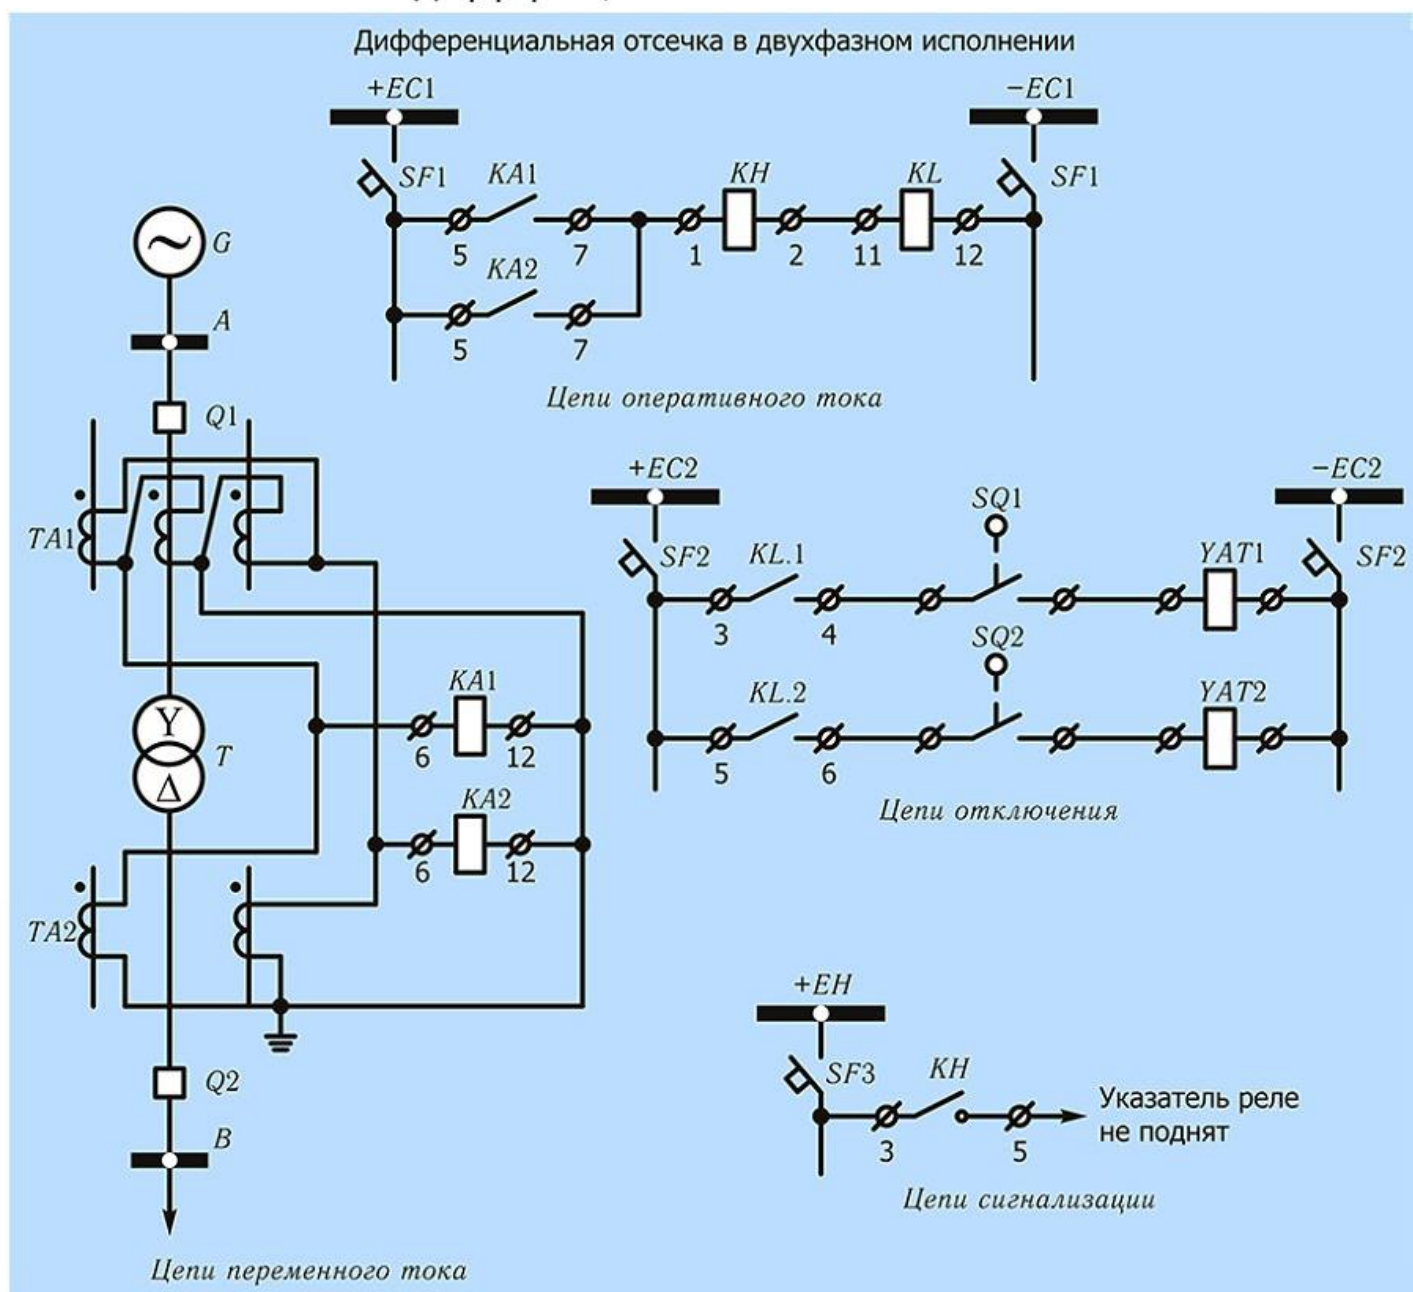 Дифференциальная отсечка в двухфазном исполнении
+EC1
−EC1
SF1
KA1
KH
KL
SF1
5
7
1
2
11
12
KA2
5
7
Цепи оперативного тока
G
A
Q1
TA1
Y
Δ
T
KA1
6
12
KA2
6
12
TA2
Q2
B
Цепи переменного тока
+EC2
−EC2
SF2
KL.1
SQ1
YAT1
SF2
3
4
KL.2
SQ2
YAT2
5
6
Цепи отключения
+EH
SF3
KH
3
5
Указатель реле
не поднят
Цепи сигнализации